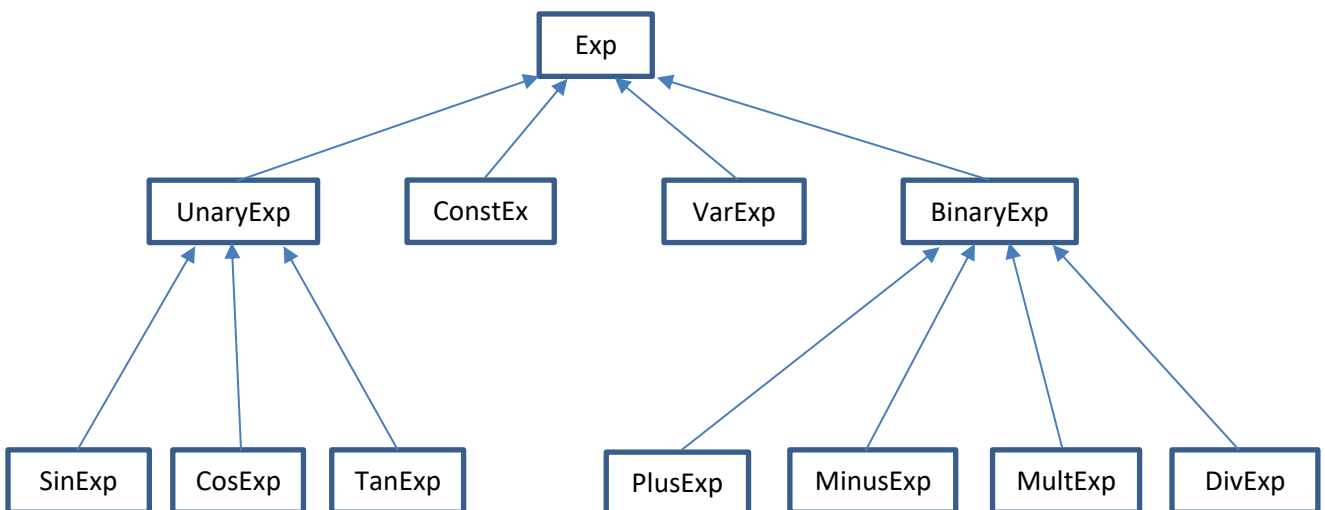 Exp
UnaryExp
ConstEx
VarExp
BinaryExp
SinExp
CosExp
TanExp
PlusExp
MinusExp
MultExp
DivExp